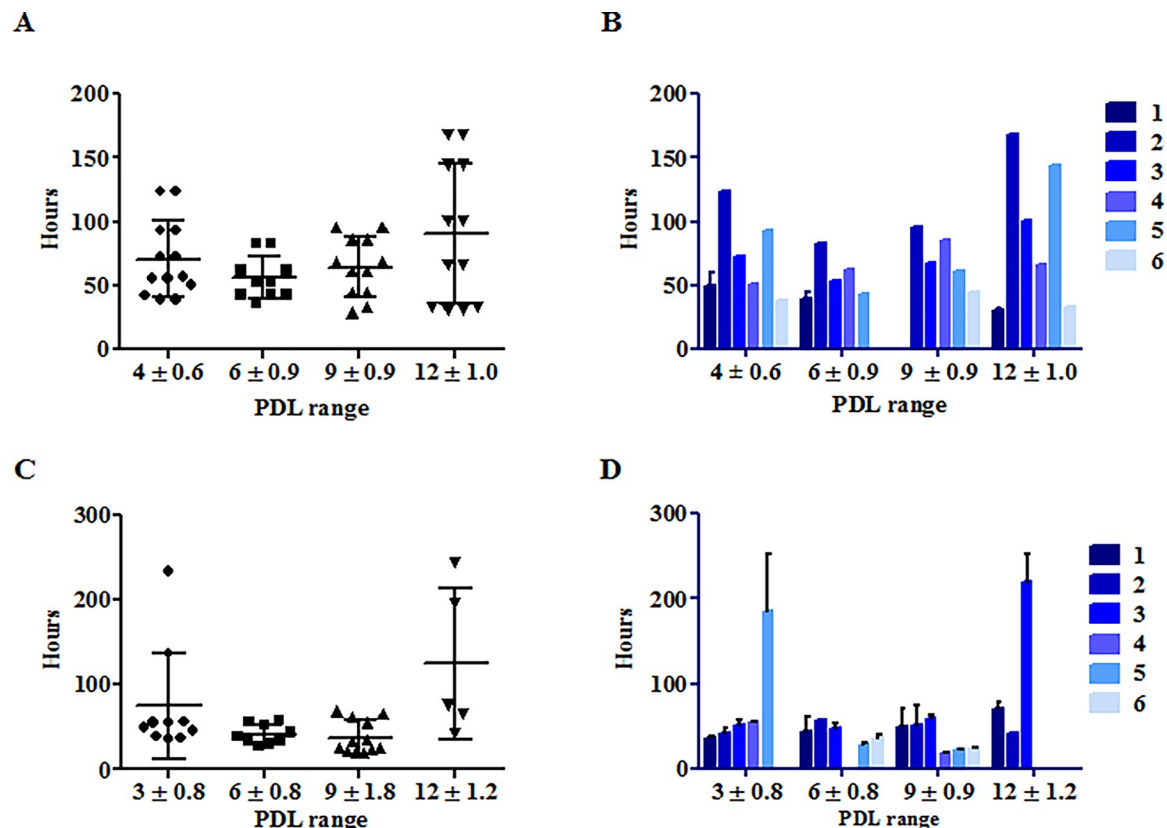 A
200
150
100
50
0
Hours
4 ± 0.6 6 ± 0.9 9 ± 0.9 12 ± 1.0
PDL range
B
200
150
100
50
0
Hours
4 ± 0.6 6 ± 0.9 9 ± 0.9 12 ± 1.0
PDL range
1
2
3
4
5
6
C
300
200
100
0
Hours
3 ± 0.8 6 ± 0.8 9 ± 1.8 12 ± 1.2
PDL range
D
300
200
100
0
Hours
3 ± 0.8 6 ± 0.8 9 ± 0.9 12 ± 1.2
PDL range
1
2
3
4
5
6